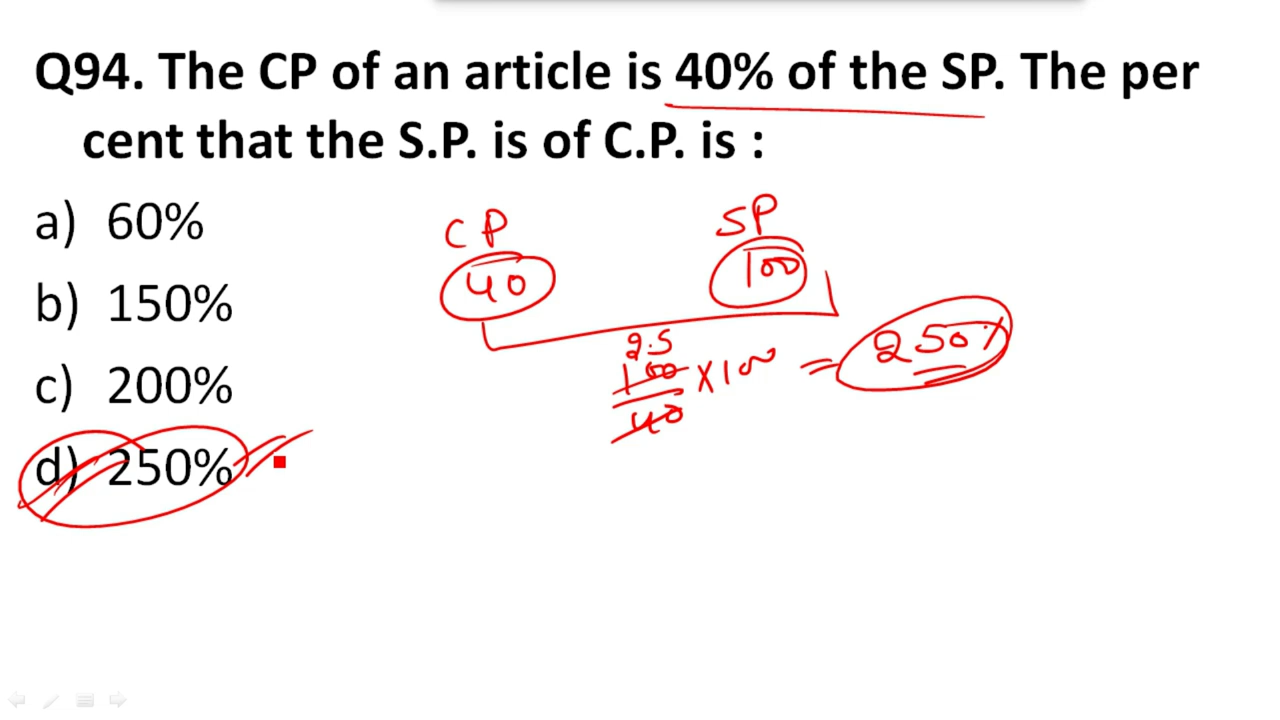 Q94. The CP of an article is 40% of the SP. The per
cent that the S.P. is of C.P. is :
a) 60%
b) 150%
c) 200%
d) 250%
CP SP
40 100
2.5
100/40 × 100 = 250%